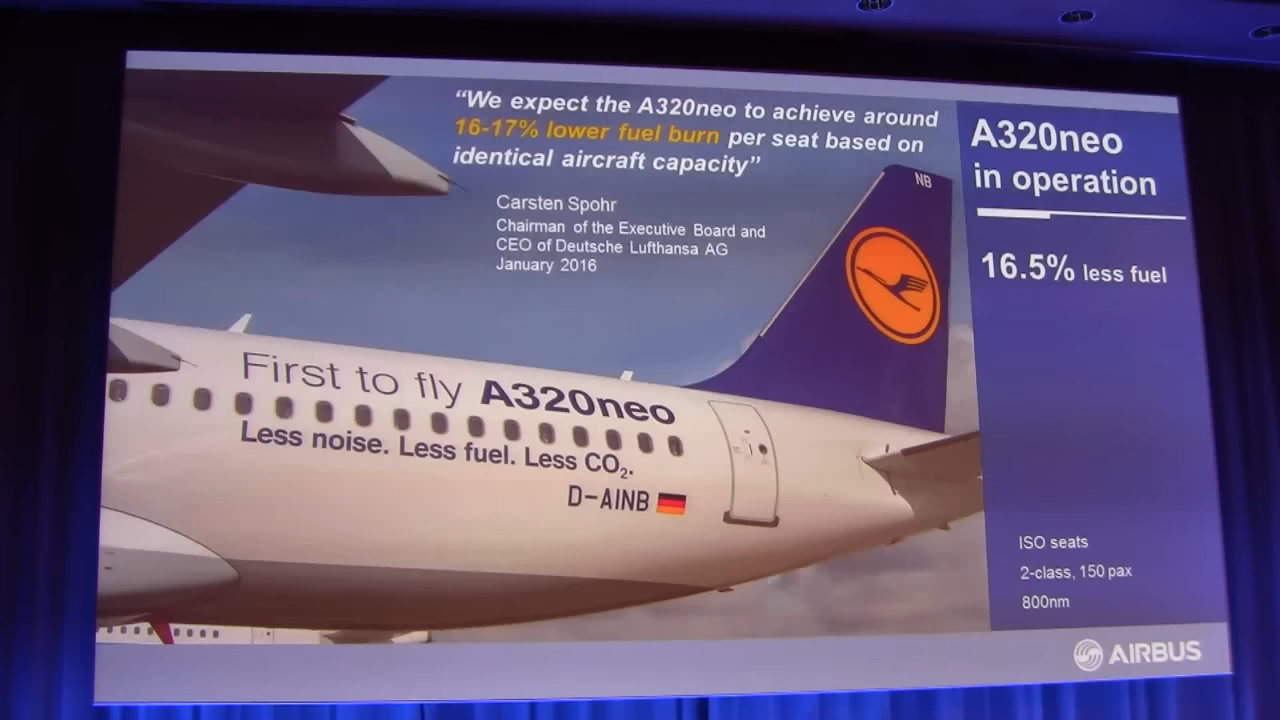 “We expect the A320neo to achieve around
16-17% lower fuel burn per seat based on
identical aircraft capacity”
Carsten Spohr
Chairman of the Executive Board and
CEO of Deutsche Lufthansa AG
January 2016
NB
First to fly A320neo
Less noise. Less fuel. Less CO₂.
D-AINB
A320neo
in operation
16.5% less fuel
ISO seats
2-class, 150 pax
800nm
AIRBUS